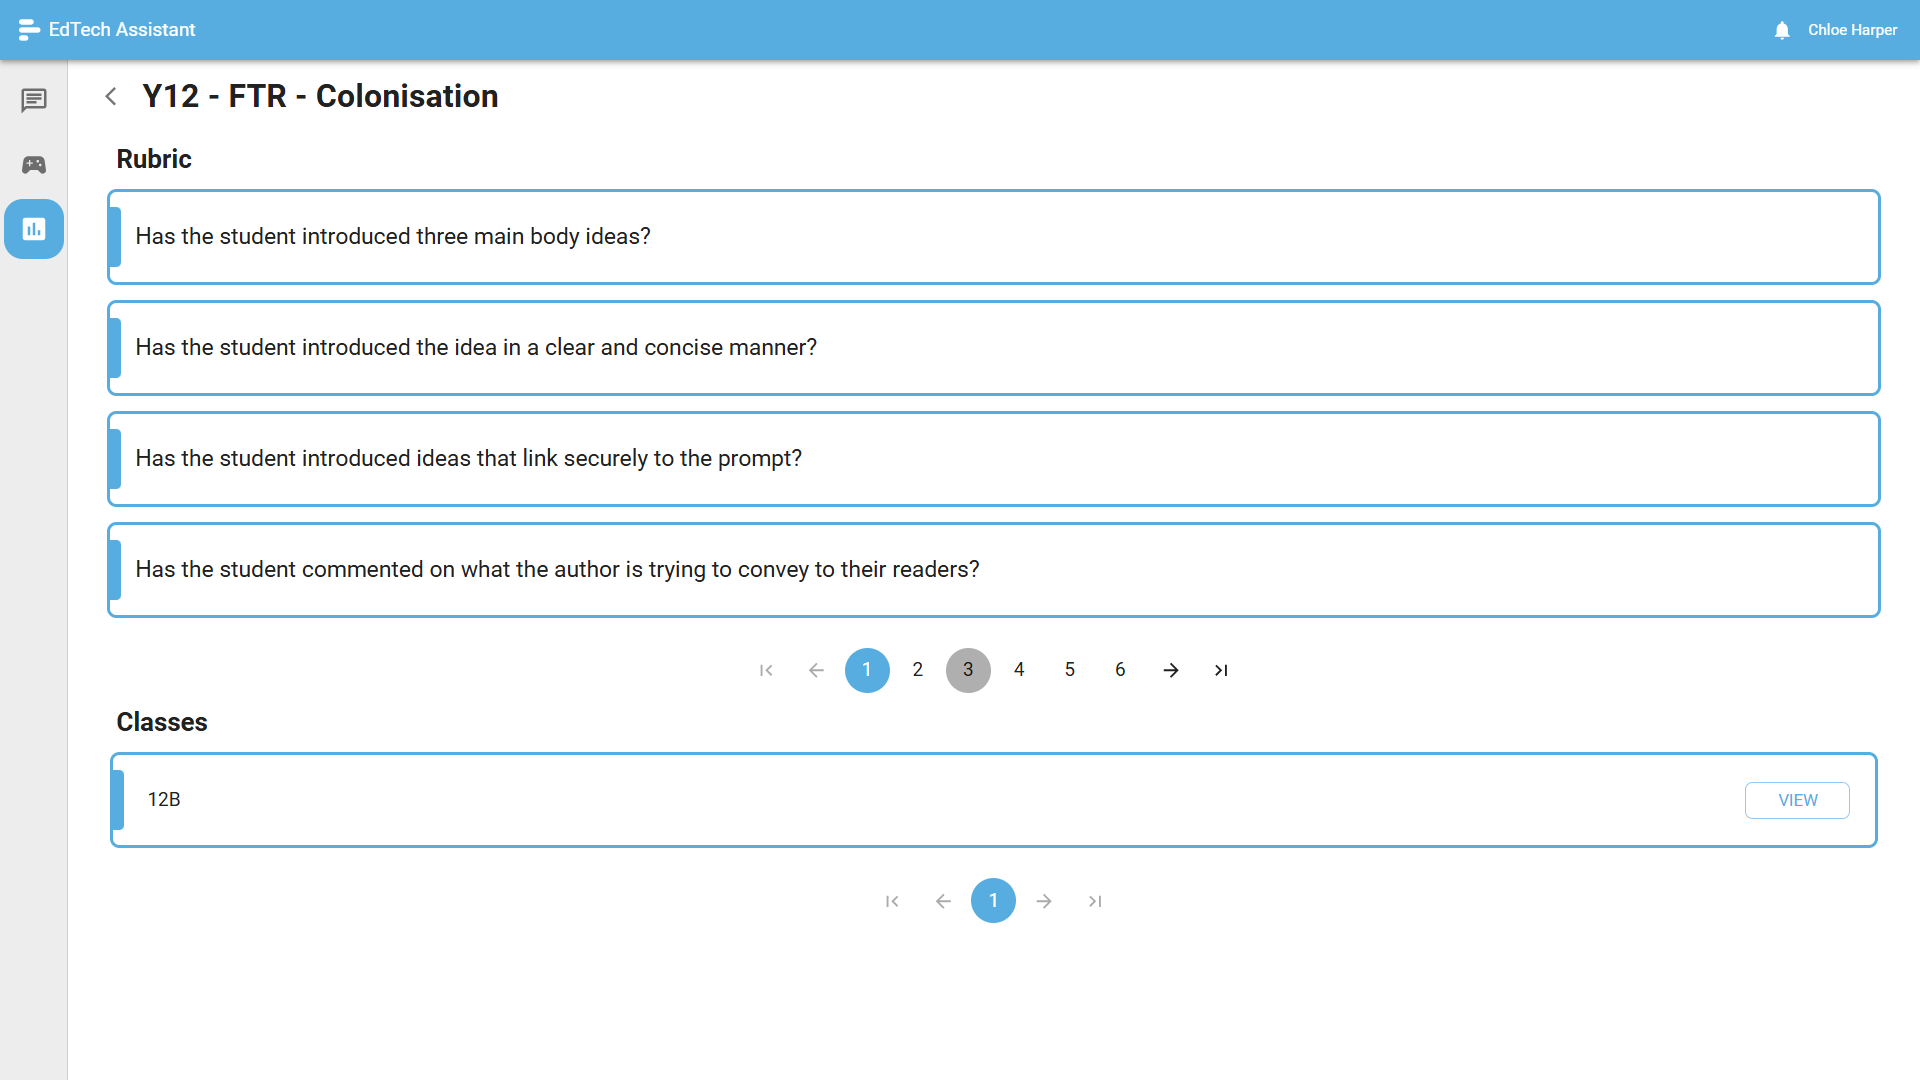 EdTech Assistant
Chloe Harper
Y12 - FTR - Colonisation
Rubric
Has the student introduced three main body ideas?
Has the student introduced the idea in a clear and concise manner?
Has the student introduced ideas that link securely to the prompt?
Has the student commented on what the author is trying to convey to their readers?
1 2 3 4 5 6
Classes
12B
VIEW
1